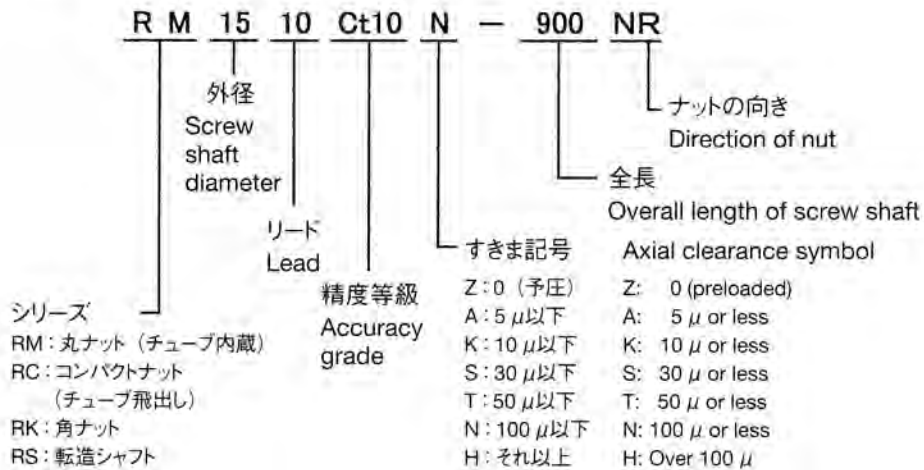 R M 15 10 Ct10 N － 900 NR
外径
Screw
shaft
diameter
リード
Lead
精度等級
Accuracy
grade
ナットの向き
Direction of nut
全長
Overall length of screw shaft
すきま記号 Axial clearance symbol
Z：0（予圧） Z: 0 (preloaded)
A：5 μ以下 A: 5 μ or less
K：10 μ以下 K: 10 μ or less
S：30 μ以下 S: 30 μ or less
T：50 μ以下 T: 50 μ or less
N：100 μ以下 N: 100 μ or less
H：それ以上 H: Over 100 μ
シリーズ
RM：丸ナット（チューブ内蔵）
RC：コンパクトナット
（チューブ飛出し）
RK：角ナット
RS：転造シャフト